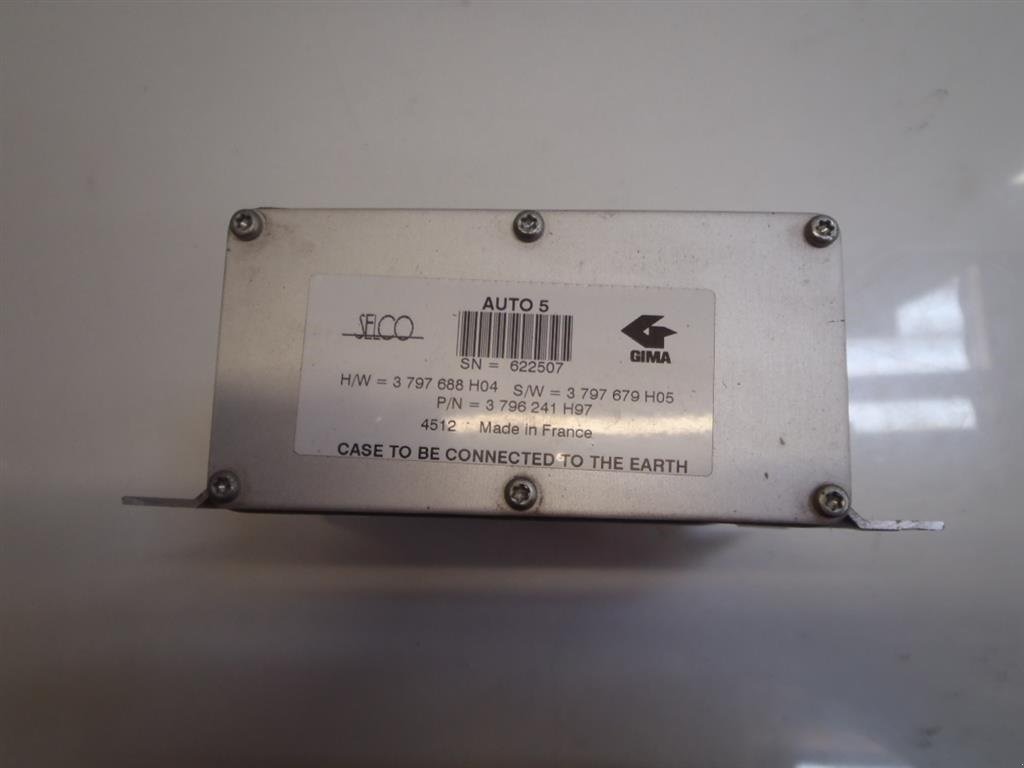 AUTO 5
SELCO
GIMA
SN = 622507
H/W = 3 797 688 H04 S/W = 3 797 679 H05
P/N = 3 796 241 H97
4512 Made in France
CASE TO BE CONNECTED TO THE EARTH